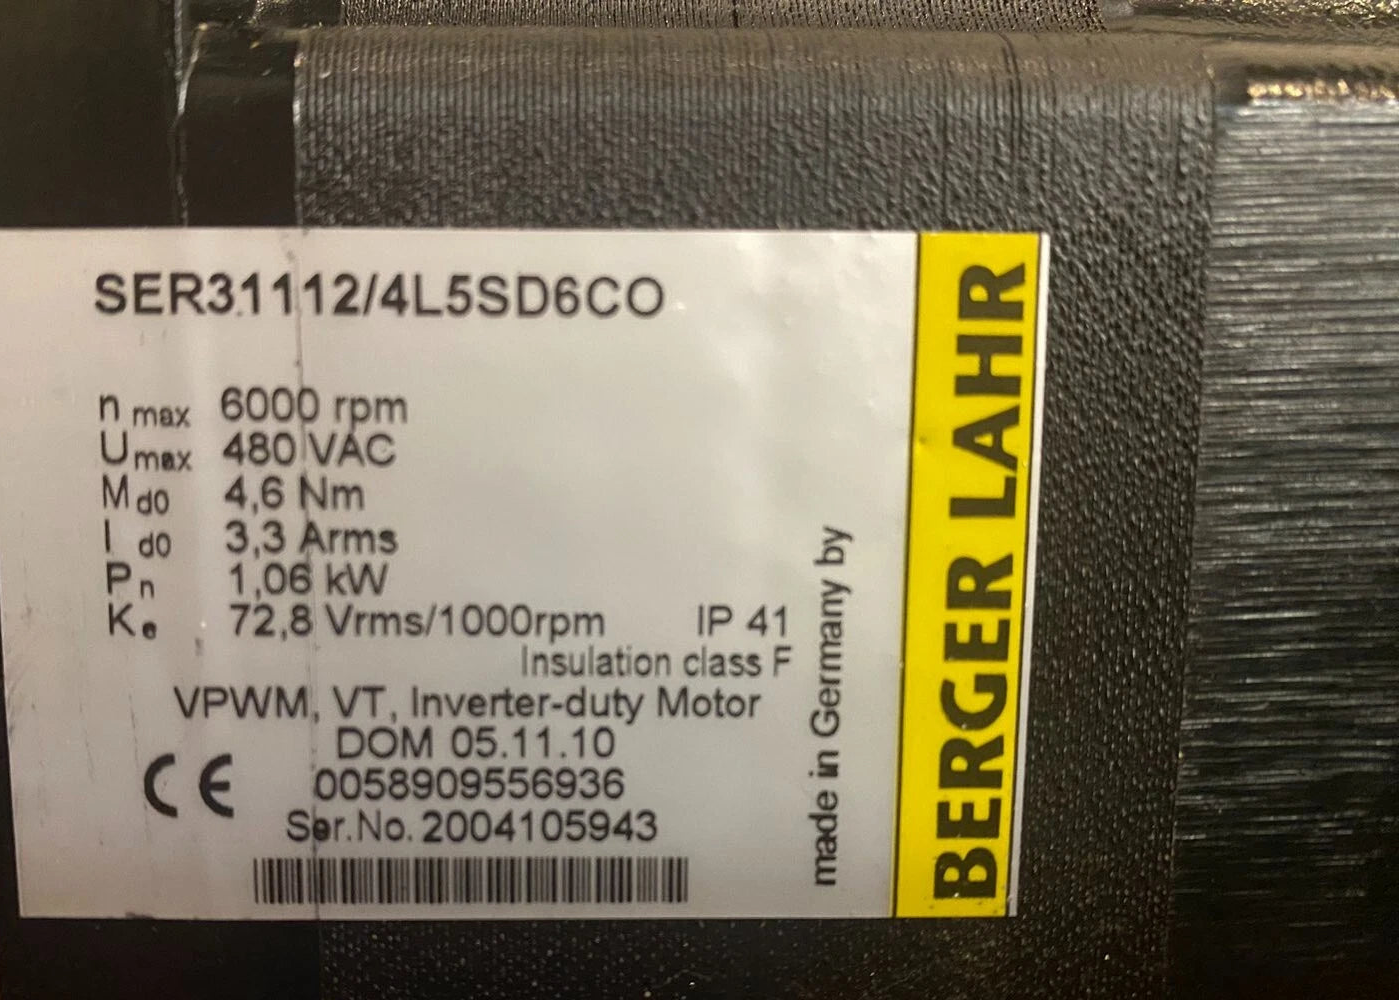 SER31112/4L5SD6CO
n max 6000 rpm
U max 480 VAC
M d0 4,6 Nm
I d0 3,3 Arms
P n 1,06 kW
K e 72,8 Vrms/1000rpm IP 41
Insulation class F
VPWM, VT, Inverter-duty Motor
DOM 05.11.10
CE 0058909556936
Ser.No. 2004105943
made in Germany by
BERGER LAHR